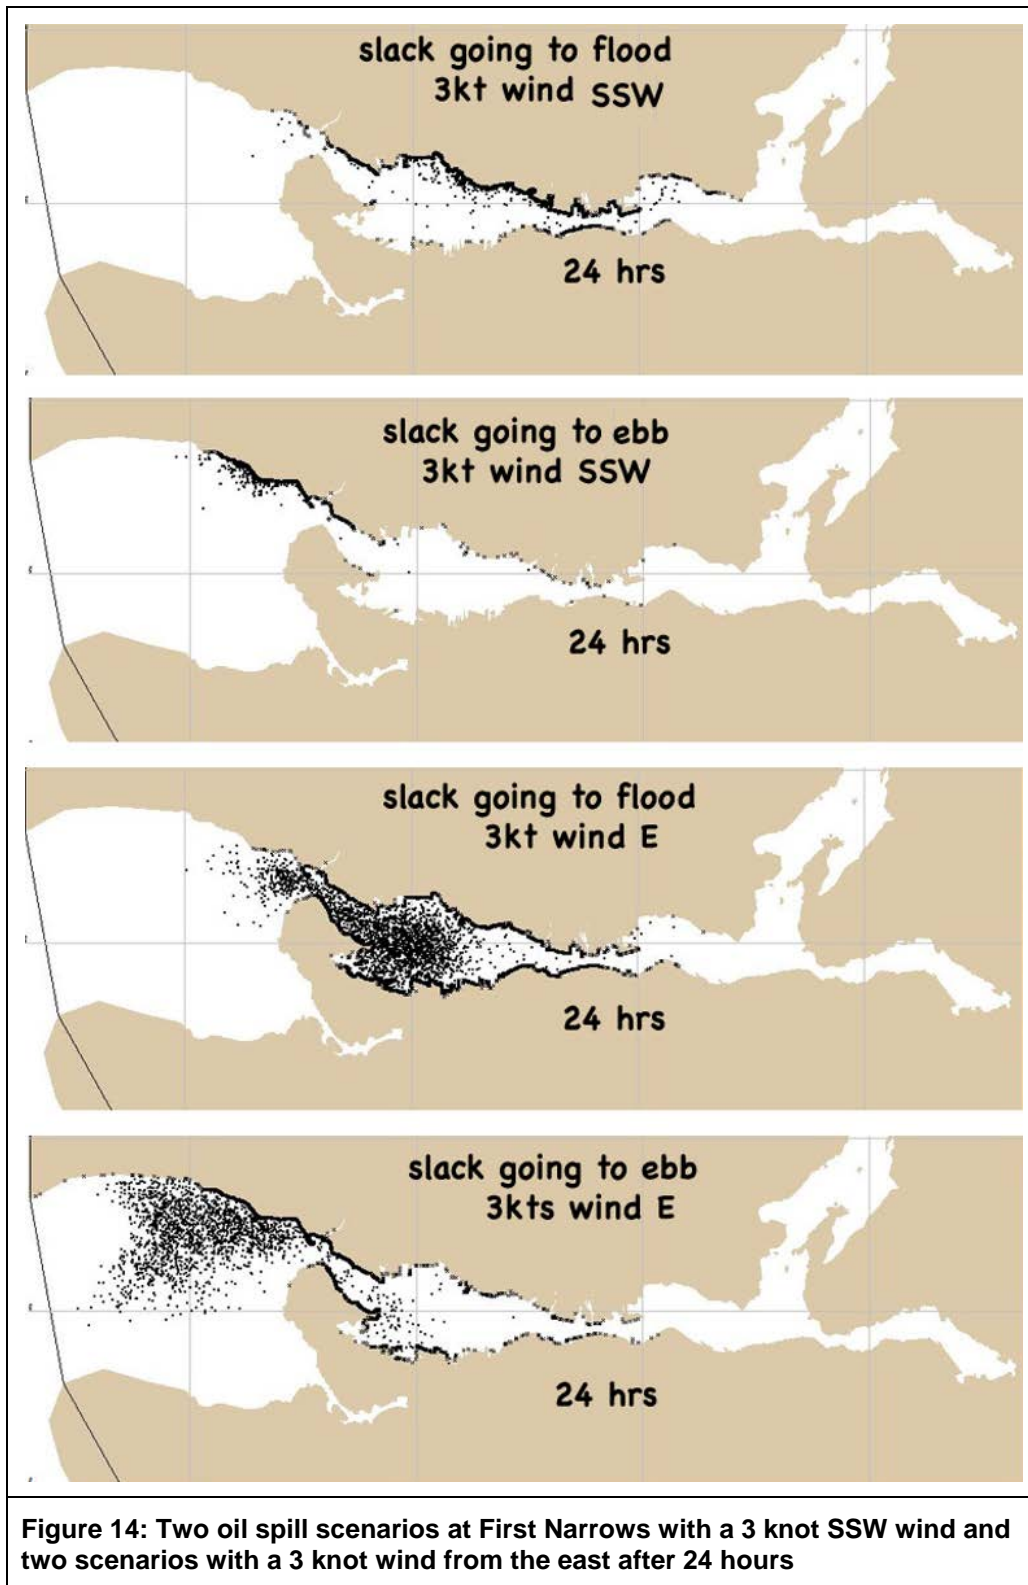 slack going to flood
3kt wind SSW
24 hrs
slack going to ebb
3kt wind SSW
24 hrs
slack going to flood
3kt wind E
24 hrs
slack going to ebb
3kts wind E
24 hrs
Figure 14: Two oil spill scenarios at First Narrows with a 3 knot SSW wind and
two scenarios with a 3 knot wind from the east after 24 hours